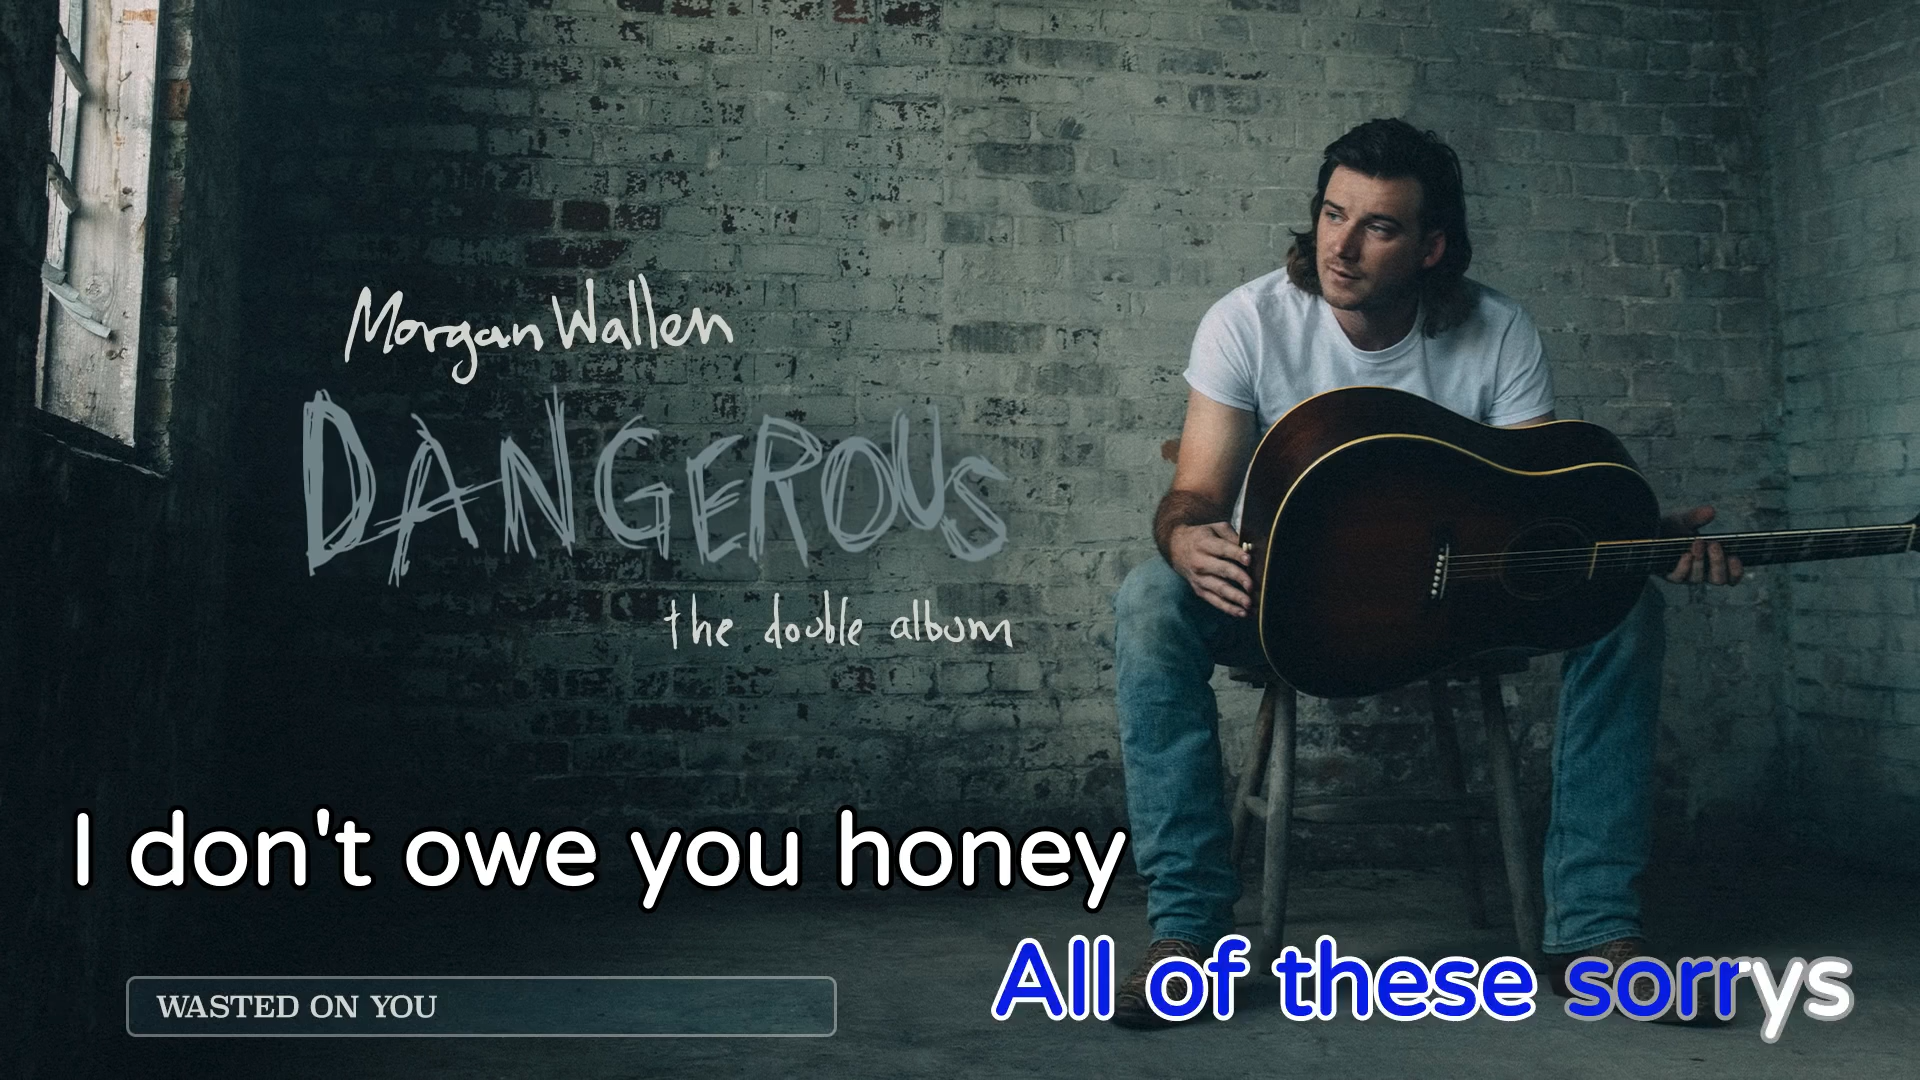 Morgan Wallen
DANGEROUS
the double album
I don't owe you honey
All of these sorrys
WASTED ON YOU